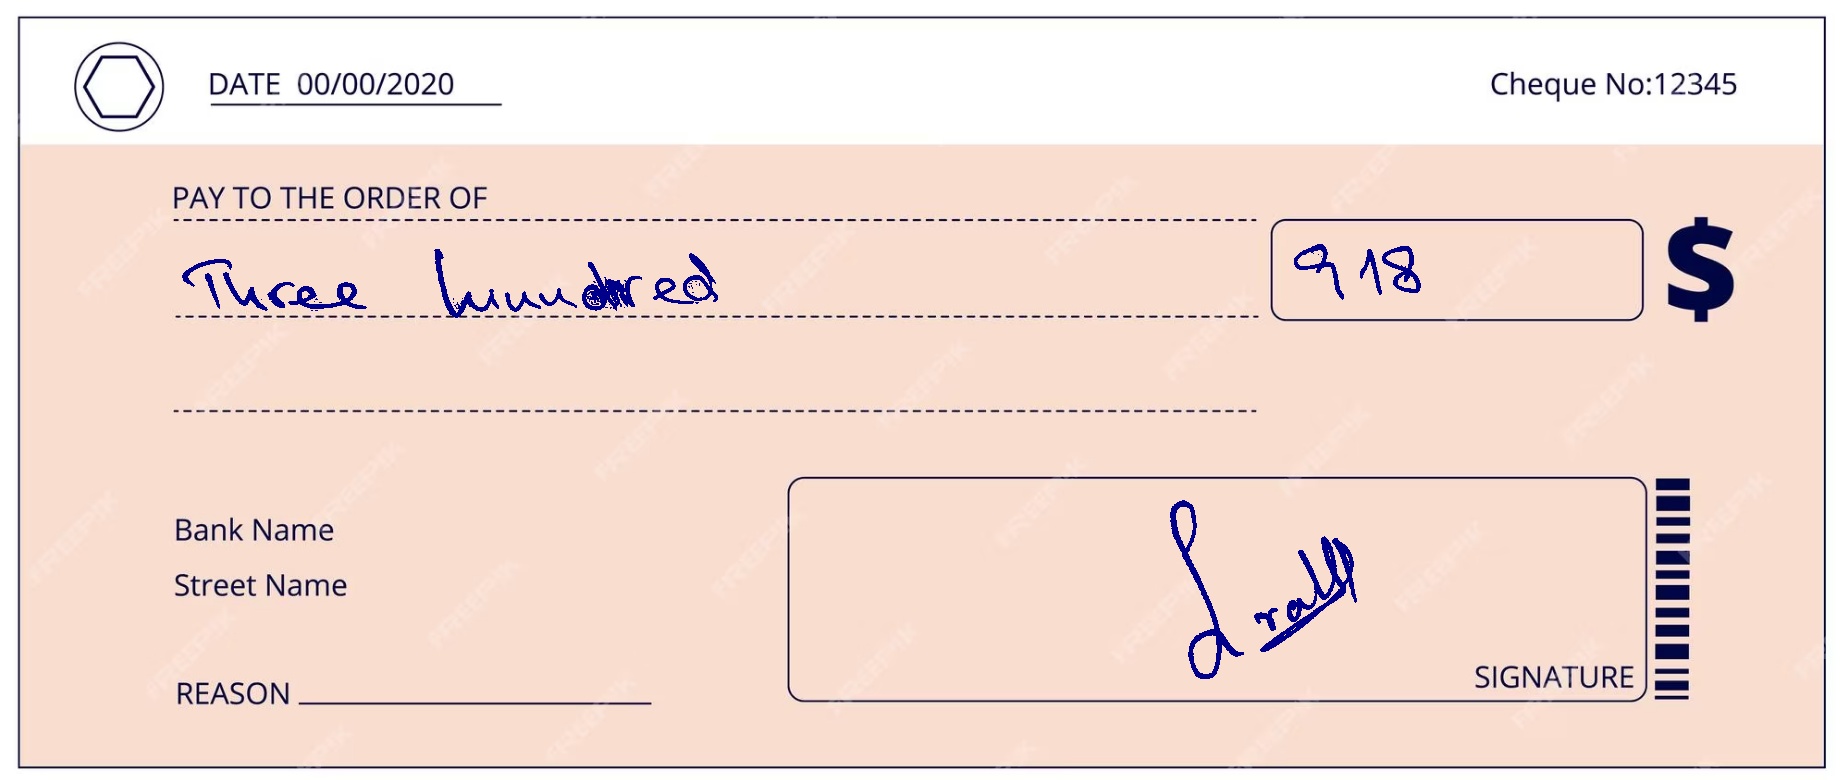 DATE 00/00/2020
Cheque No:12345
PAY TO THE ORDER OF
Three hundred
918
$
Bank Name
Street Name
REASON
SIGNATURE